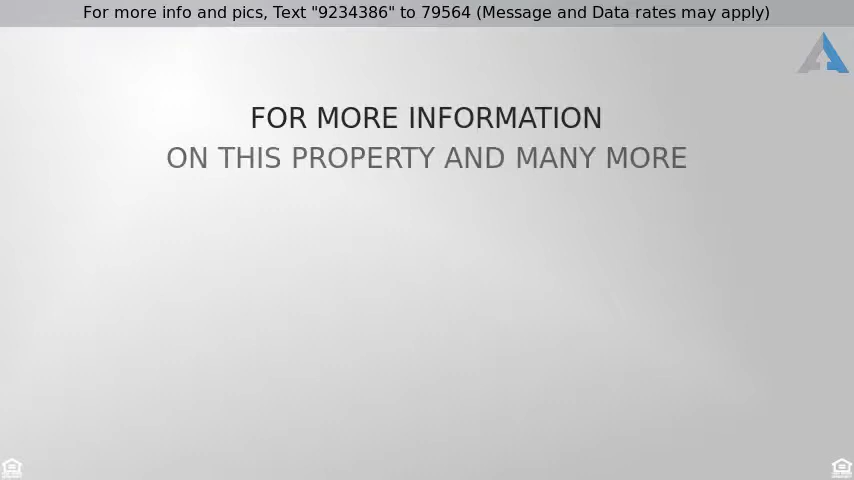 For more info and pics, Text "9234386" to 79564 (Message and Data rates may apply)
FOR MORE INFORMATION
ON THIS PROPERTY AND MANY MORE